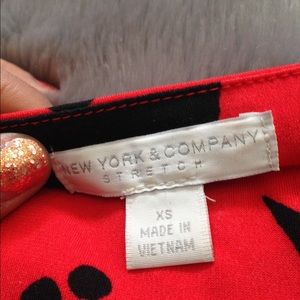 NEW YORK & COMPANY
STRETCH
XS
MADE IN
VIETNAM